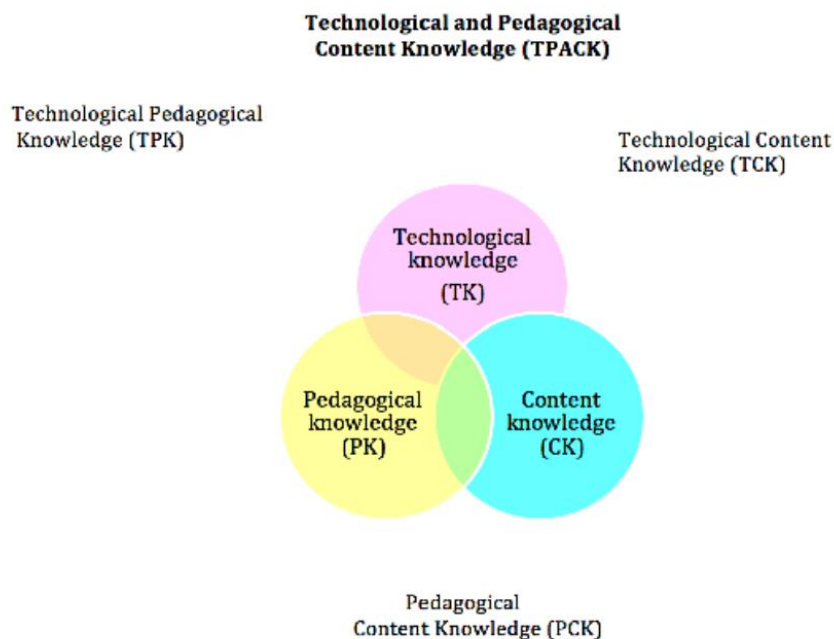 Technological and Pedagogical
Content Knowledge (TPACK)
Technological Pedagogical
Knowledge (TPK)
Technological Content
Knowledge (TCK)
Technological
knowledge
(TK)
Pedagogical
knowledge
(PK)
Content
knowledge
(CK)
Pedagogical
Content Knowledge (PCK)